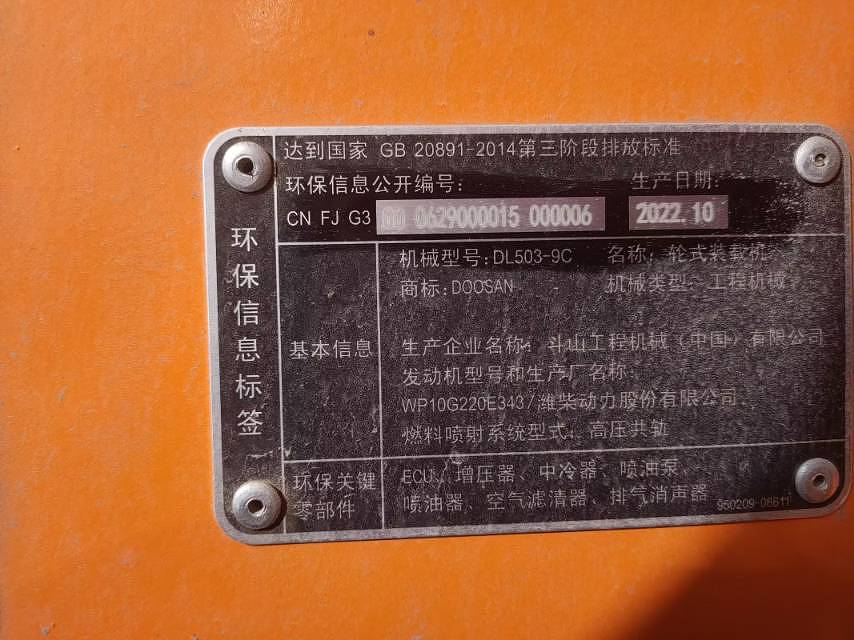 达到国家 GB 20891-2014第三阶段排放标准
环保信息公开编号: 生产日期:
CN FJ G3 00 0629000015 000006 2022.10
环保信息标签
基本信息
机械型号:DL503-9C 名称: 轮式装载机
商标:DOOSAN - 机械类型: 工程机械
生产企业名称: 斗山工程机械（中国）有限公司
发动机型号和生产厂名称:
WP10G220E343/潍柴动力股份有限公司
燃料喷射系统型式: 高压共轨
环保关键
零部件
ECU、增压器、中冷器、喷油泵、
喷油器、空气滤清器、排气消声器
950209-08611